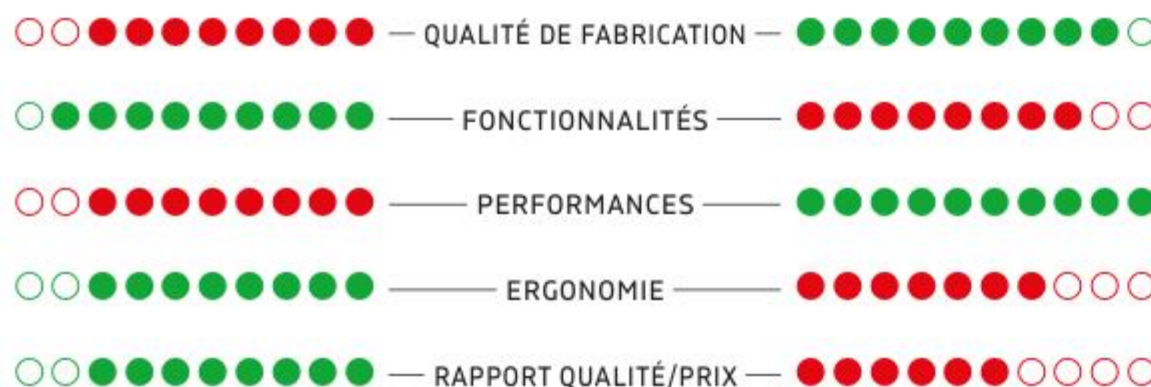 QUALITÉ DE FABRICATION
FONCTIONNALITÉS
PERFORMANCES
ERGONOMIE
RAPPORT QUALITÉ/PRIX